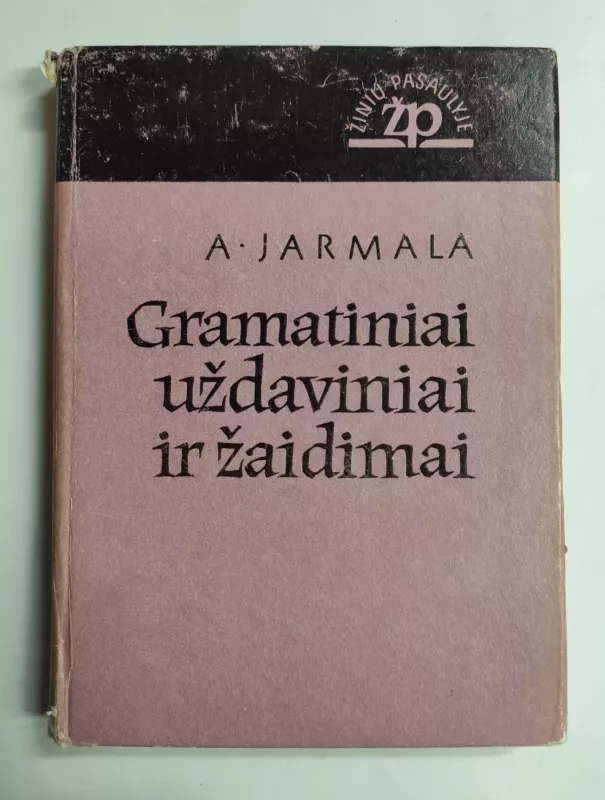 ŽINIŲ PASAULYJE
žp
A. JARMALA
Gramatiniai
uždaviniai
ir žaidimai